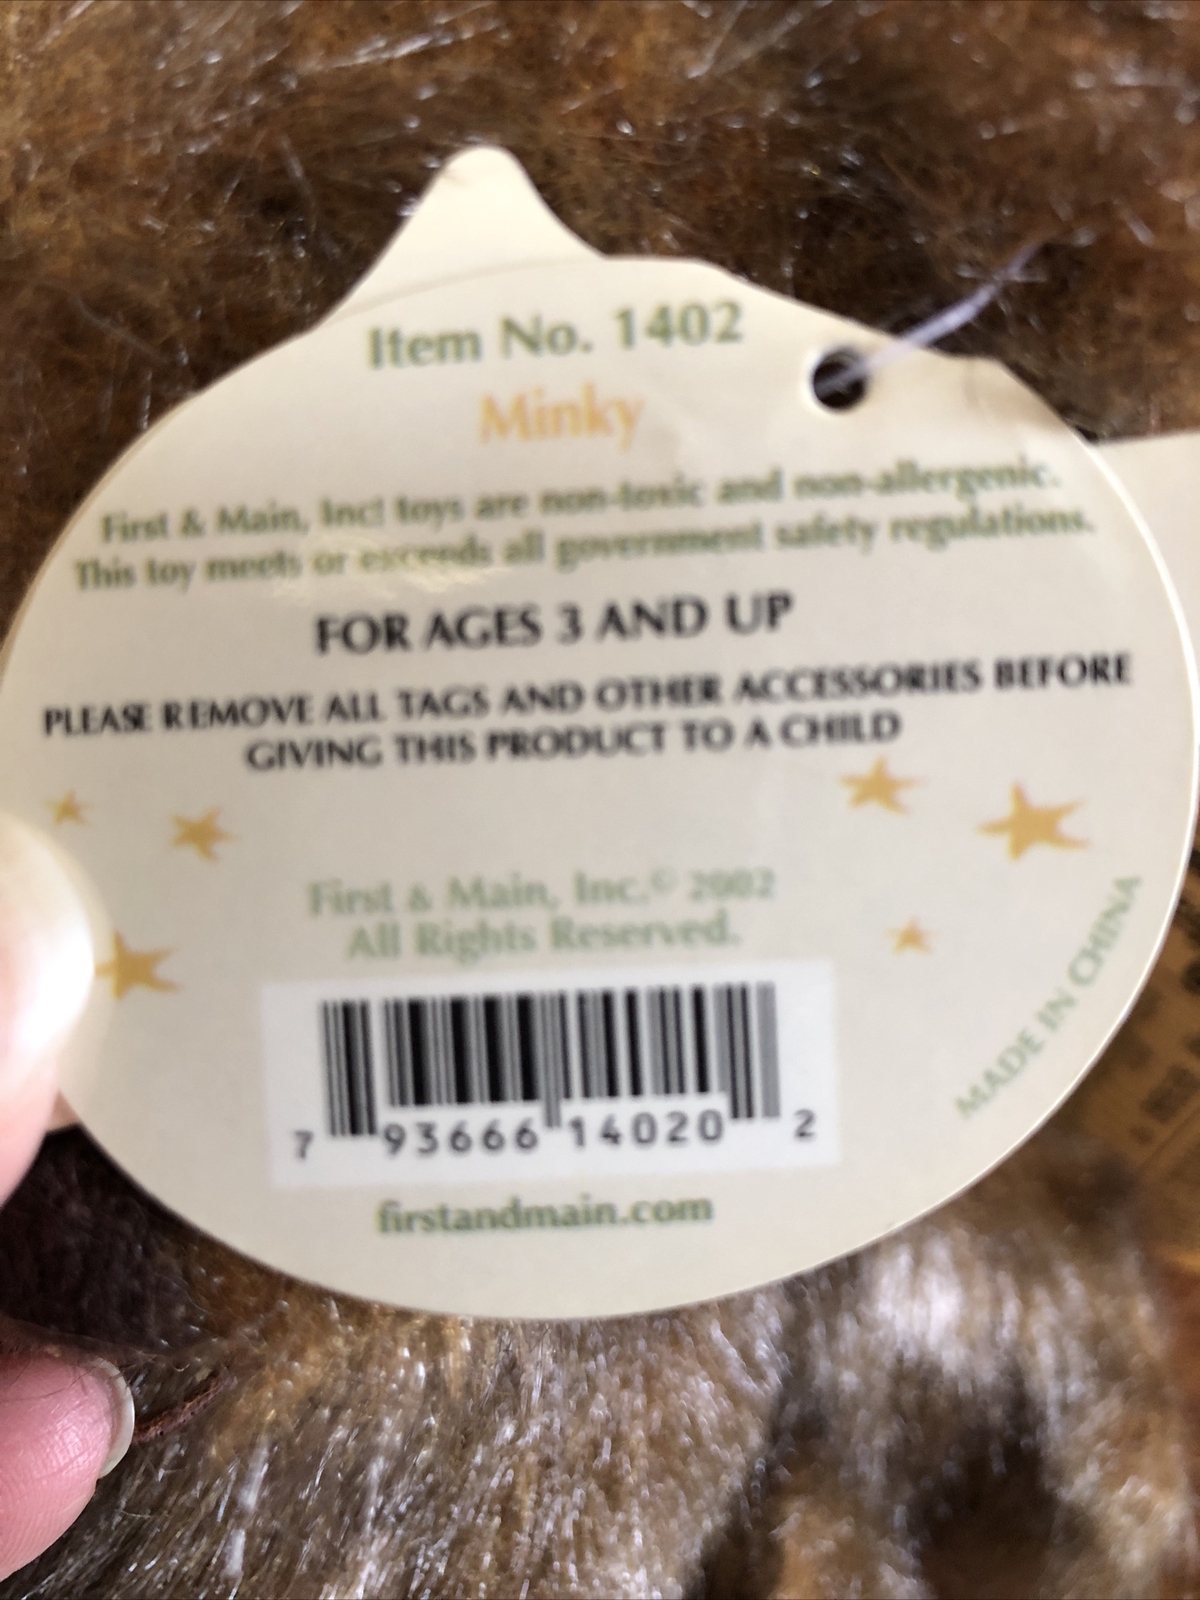 Item No. 1402
Minky
First & Main, Inc! toys are non-toxic and non-allergenic.
This toy meets or exceeds all government safety regulations.
FOR AGES 3 AND UP
PLEASE REMOVE ALL TAGS AND OTHER ACCESSORIES BEFORE
GIVING THIS PRODUCT TO A CHILD
First & Main, Inc.© 2002
All Rights Reserved.
MADE IN CHINA
7 93666 14020 2
firstandmain.com